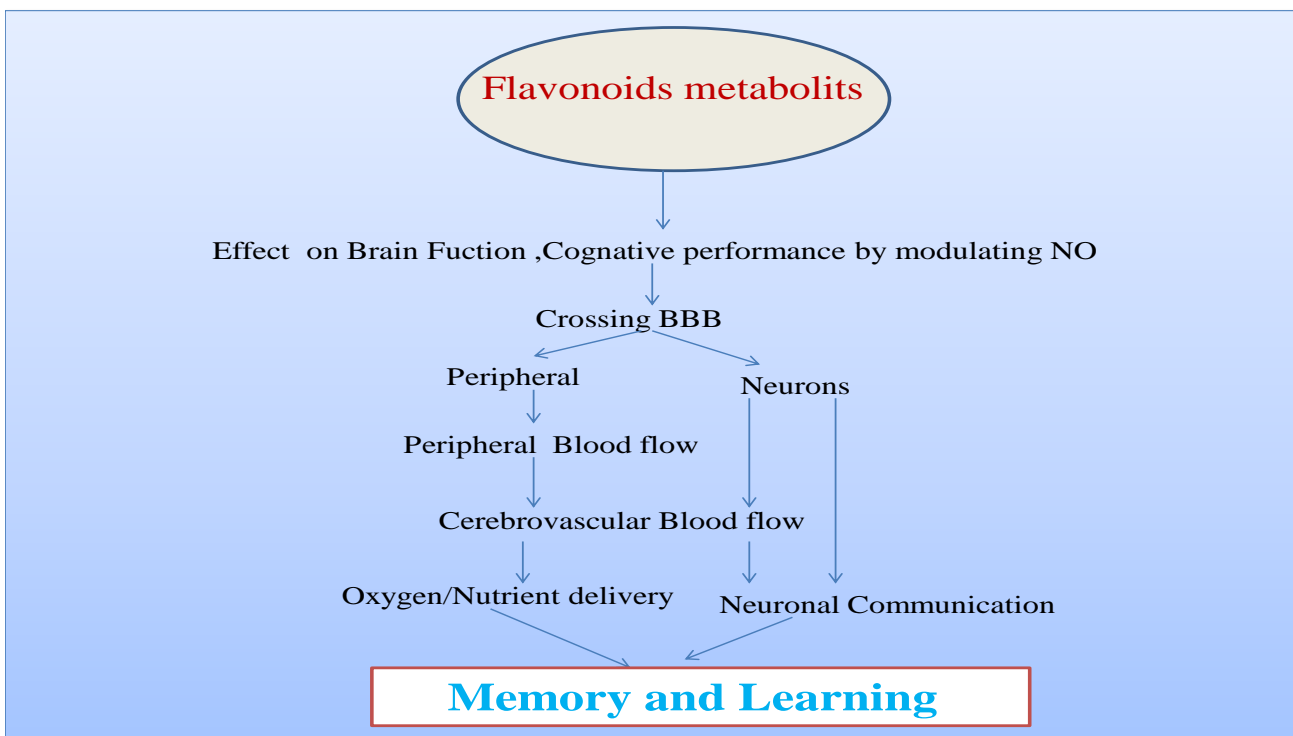 Flavonoids metabolits
Effect on Brain Fuction ,Cognative performance by modulating NO
Crossing BBB
Peripheral
Neurons
Peripheral Blood flow
Cerebrovascular Blood flow
Oxygen/Nutrient delivery
Neuronal Communication
Memory and Learning